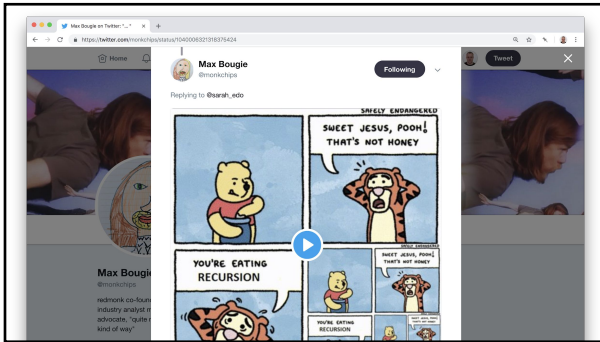 Max Bougie on Twitter: "..."
https://twitter.com/monkchips/status/1040006321318375424
Home
Tweet
Max Bougie
@monkchips
Following
Replying to @sarah_edo
SAFELY ENDANGERED
SWEET JESUS, POOH!
THAT'S NOT HONEY
YOU'RE EATING
RECURSION
SAFELY ENDANGERED
SWEET JESUS, POOH!
THAT'S NOT HONEY
YOU'RE EATING
RECURSION
Max Bougie
@monkchips
redmonk co-foun
industry analyst m
advocate, "quite r
kind of way"